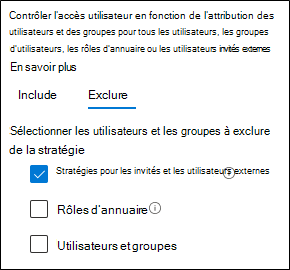 Contrôler l'accès utilisateur en fonction de l'attribution des
utilisateurs et des groupes pour tous les utilisateurs, les groupes
d'utilisateurs, les rôles d'annuaire ou les utilisateurs invités externes
En savoir plus
Include Exclure
Sélectionner les utilisateurs et les groupes à exclure
de la stratégie
Stratégies pour les invités et les utilisateurs externes
Rôles d'annuaire
Utilisateurs et groupes